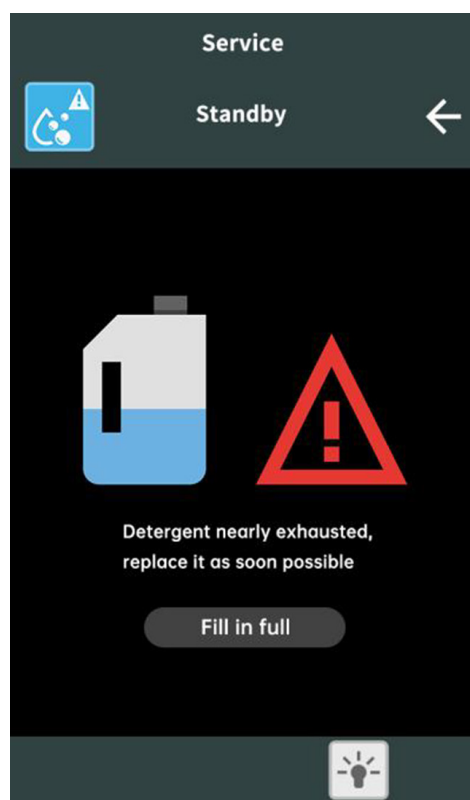 Service
Standby
Detergent nearly exhausted,
replace it as soon possible
Fill in full